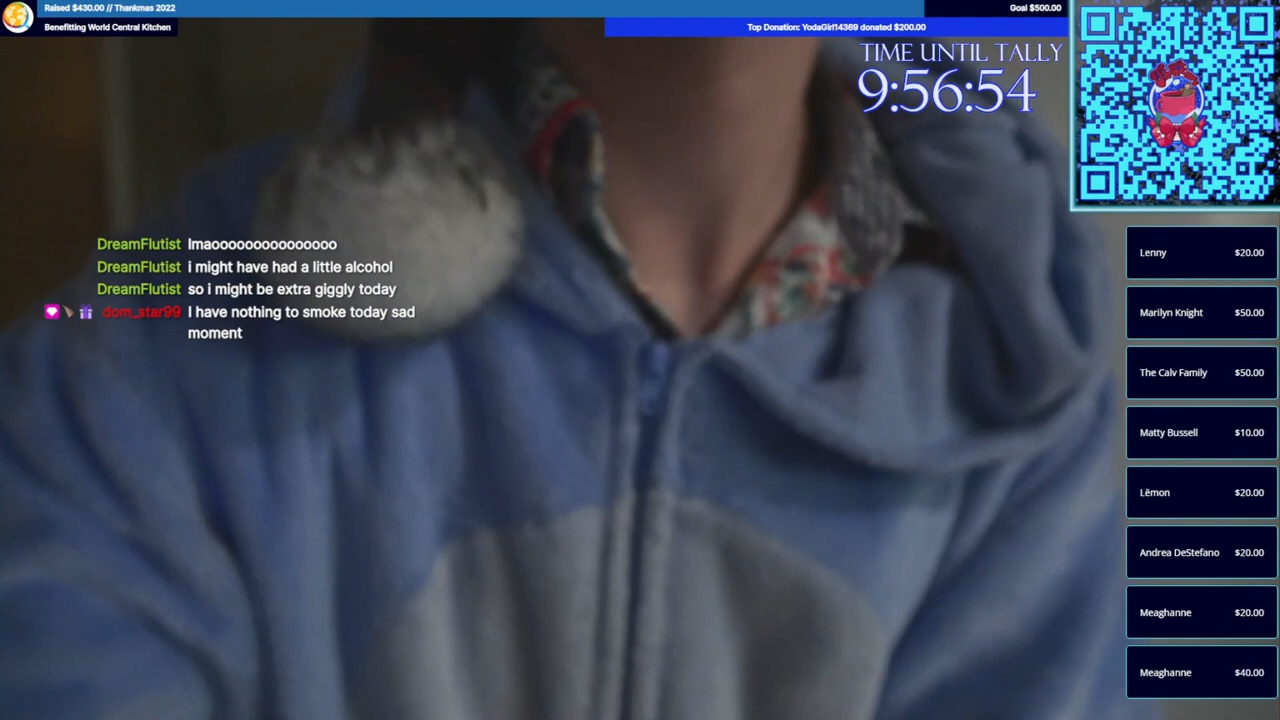 Raised $430.00 // Thankmas 2022
Goal $500.00
Benefitting World Central Kitchen
Top Donation: YodaGirl14369 donated $200.00
TIME UNTIL TALLY
9:56:54
DreamFlutist lmaooooooooooooooo
DreamFlutist i might have had a little alcohol
DreamFlutist so i might be extra giggly today
dom_star99 I have nothing to smoke today sad
moment
Lenny $20.00
Marilyn Knight $50.00
The Calv Family $50.00
Matty Bussell $10.00
Lëmon $20.00
Andrea DeStefano $20.00
Meaghanne $20.00
Meaghanne $40.00